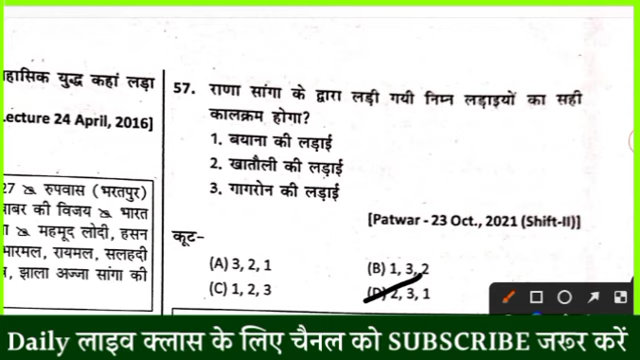 हासिक युद्ध कहां लड़ा
ecture 24 April, 2016]
27 ➘ रुपवास (भरतपुर)
बाबर की विजय ➘ भारत
➘ महमूद लोदी, हसन
भारमल, रायमल, सलहदी
, झाला अज्जा सांगा की
57. राणा सांगा के द्वारा लड़ी गयी निम्न लड़ाइयों का सही
कालक्रम होगा?
1. बयाना की लड़ाई
2. खातौली की लड़ाई
3. गागरोन की लड़ाई
[Patwar - 23 Oct., 2021 (Shift-II)]
कूट–
(A) 3, 2, 1
(B) 1, 3, 2
(C) 1, 2, 3
(D) 2, 3, 1
Daily लाइव क्लास के लिए चैनल को SUBSCRIBE जरूर करें